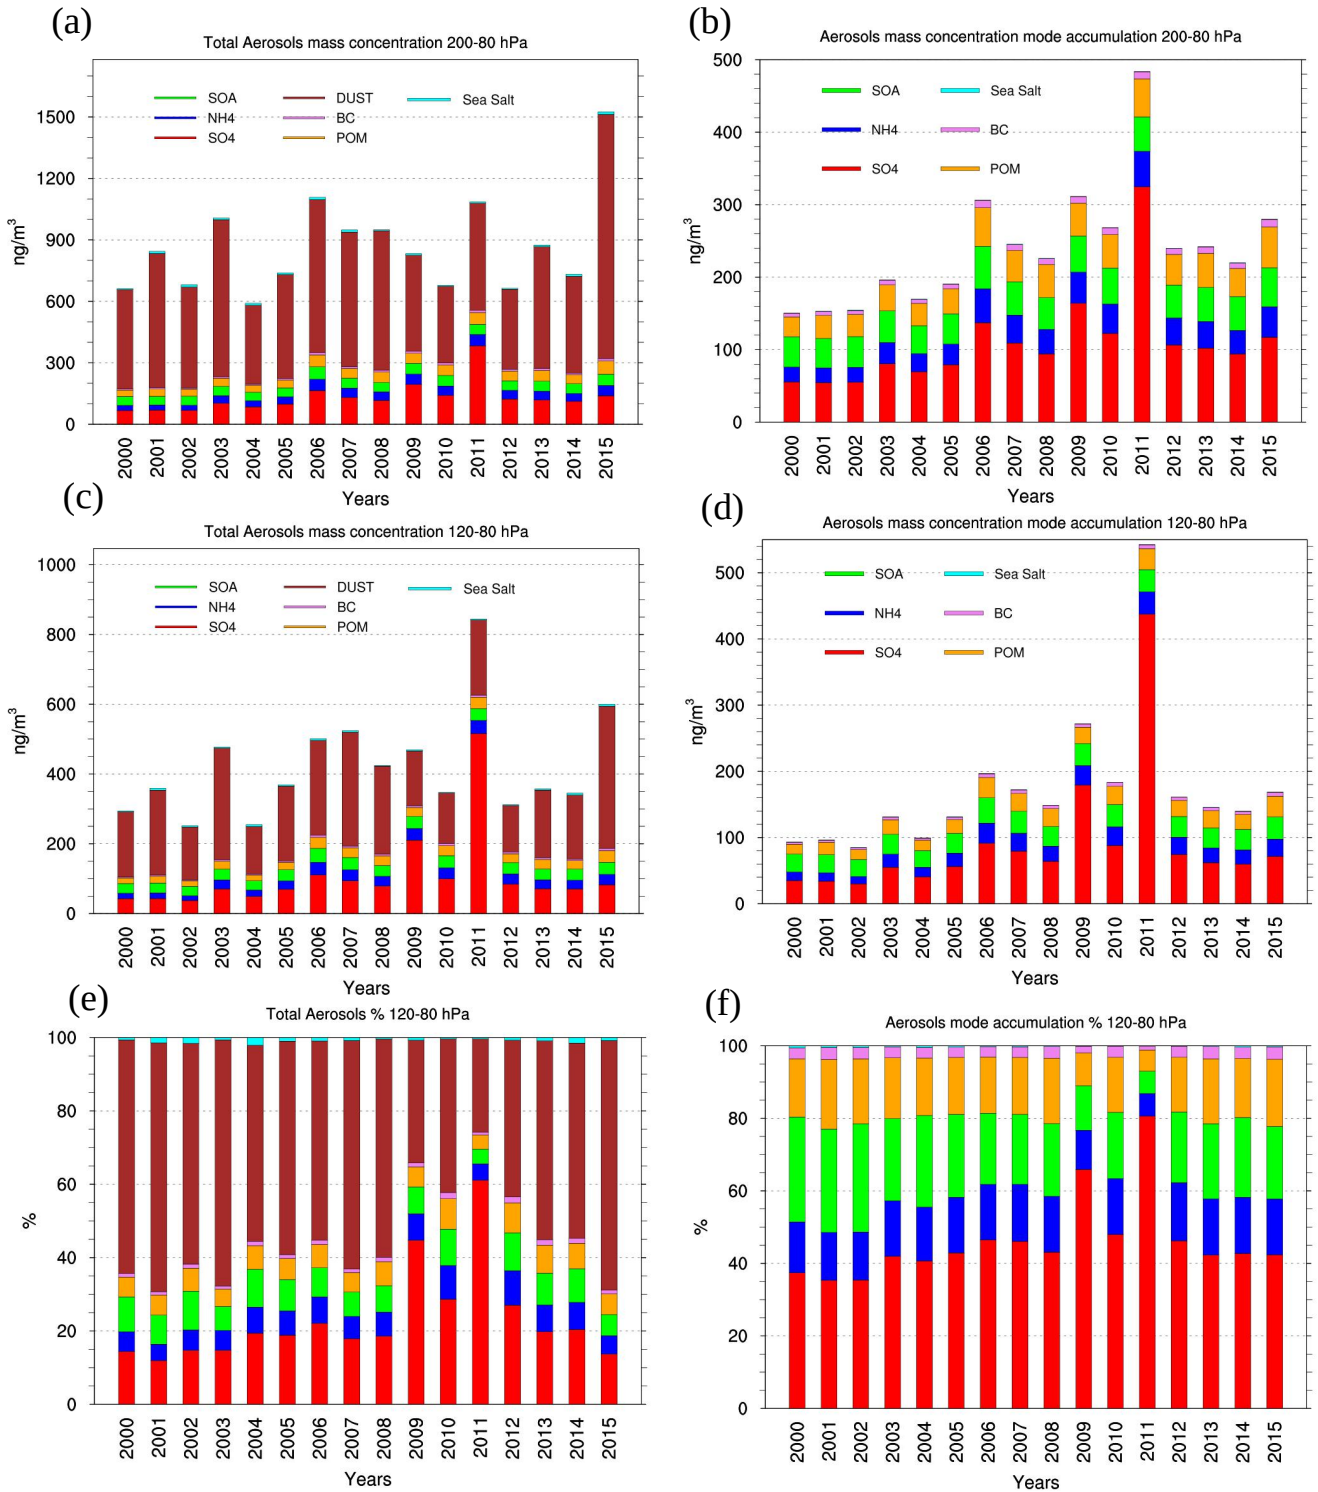 (a)
Total Aerosols mass concentration 200-80 hPa
SOA DUST Sea Salt
NH4 BC
SO4 POM
ng/m³
1500
1200
900
600
300
0
2000 2001 2002 2003 2004 2005 2006 2007 2008 2009 2010 2011 2012 2013 2014 2015
Years
(b)
Aerosols mass concentration mode accumulation 200-80 hPa
SOA Sea Salt
NH4 BC
SO4 POM
ng/m³
500
400
300
200
100
0
2000 2001 2002 2003 2004 2005 2006 2007 2008 2009 2010 2011 2012 2013 2014 2015
Years
(c)
Total Aerosols mass concentration 120-80 hPa
SOA DUST Sea Salt
NH4 BC
SO4 POM
ng/m³
1000
800
600
400
200
0
2000 2001 2002 2003 2004 2005 2006 2007 2008 2009 2010 2011 2012 2013 2014 2015
Years
(d)
Aerosols mass concentration mode accumulation 120-80 hPa
SOA Sea Salt
NH4 BC
SO4 POM
ng/m³
500
400
300
200
100
0
2000 2001 2002 2003 2004 2005 2006 2007 2008 2009 2010 2011 2012 2013 2014 2015
Years
(e)
Total Aerosols % 120-80 hPa
%
100
80
60
40
20
0
2000 2001 2002 2003 2004 2005 2006 2007 2008 2009 2010 2011 2012 2013 2014 2015
Years
(f)
Aerosols mode accumulation % 120-80 hPa
%
100
80
60
40
20
0
2000 2001 2002 2003 2004 2005 2006 2007 2008 2009 2010 2011 2012 2013 2014 2015
Years